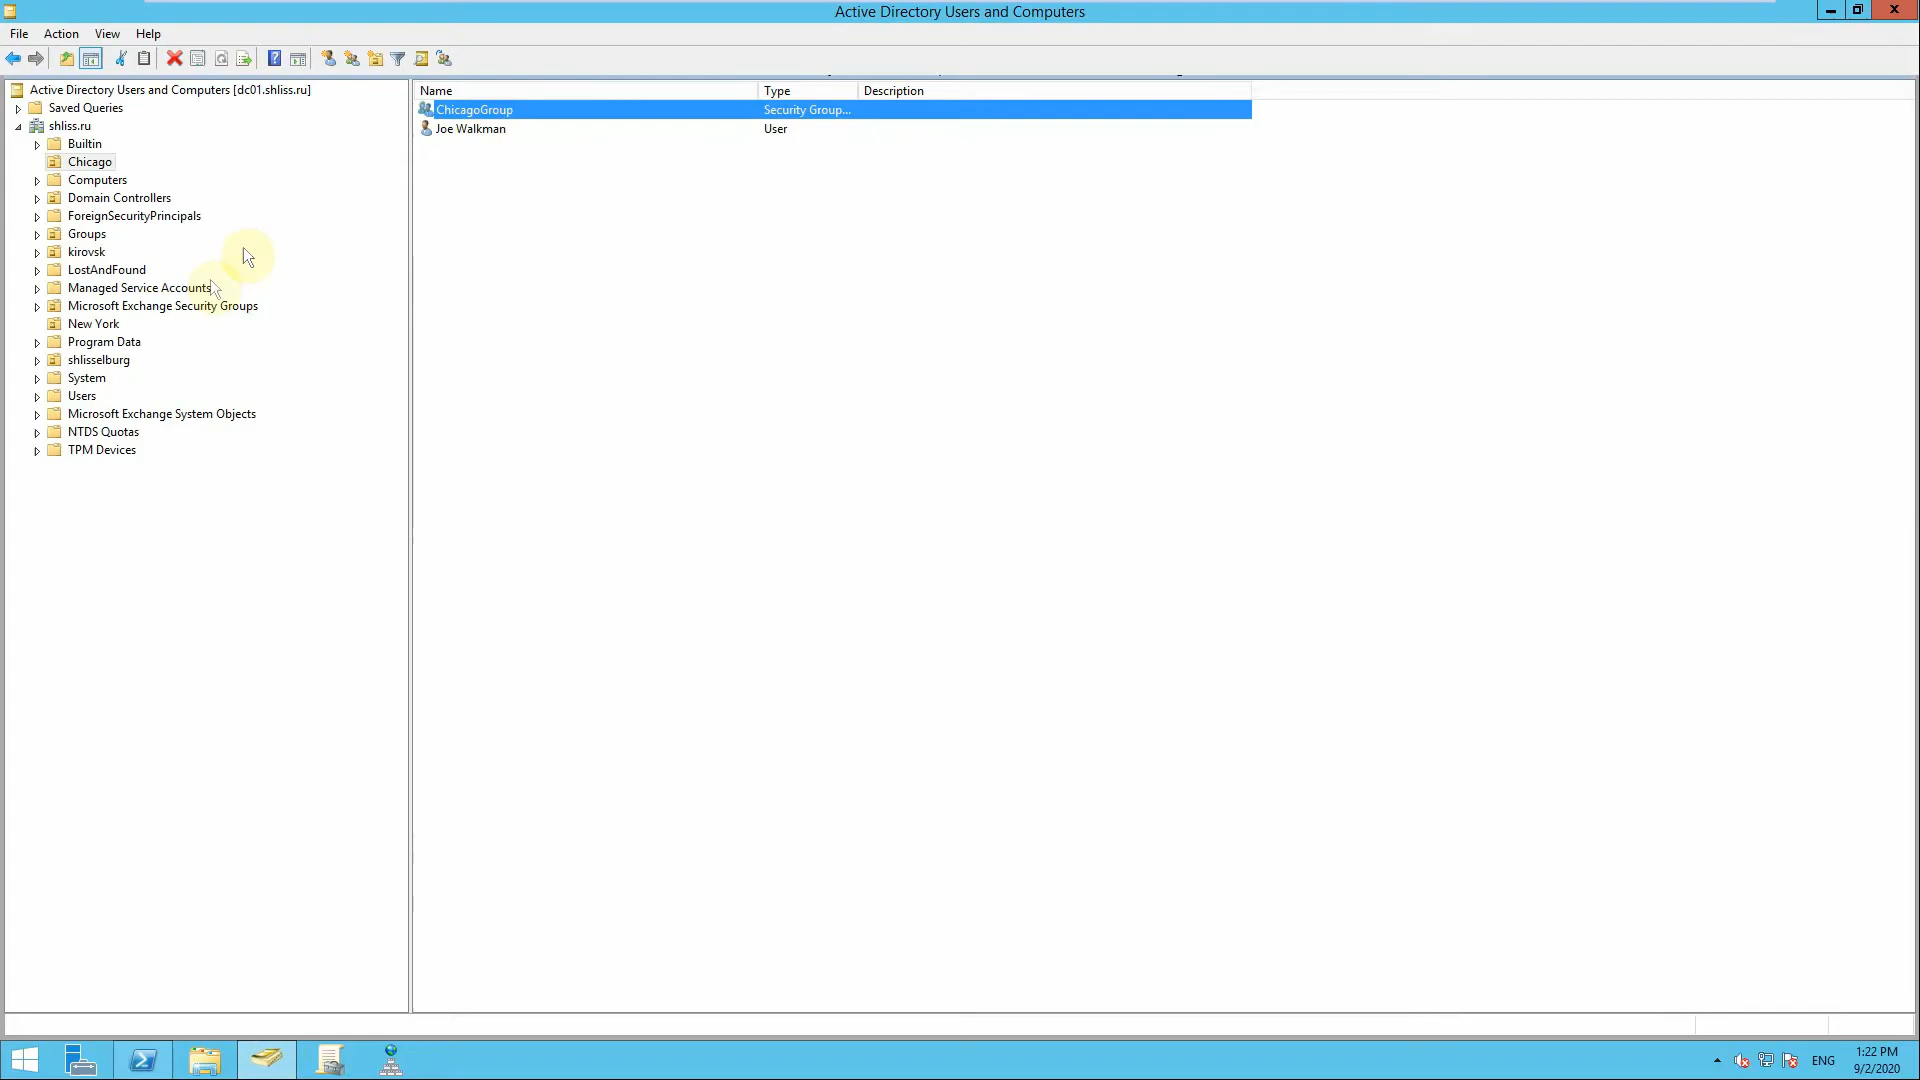 Active Directory Users and Computers
File Action View Help
Active Directory Users and Computers [dc01.shliss.ru]
Saved Queries
shliss.ru
Builtin
Chicago
Computers
Domain Controllers
ForeignSecurityPrincipals
Groups
kirovsk
LostAndFound
Managed Service Accounts
Microsoft Exchange Security Groups
New York
Program Data
shlisselburg
System
Users
Microsoft Exchange System Objects
NTDS Quotas
TPM Devices
Name Type Description
ChicagoGroup Security Group...
Joe Walkman User
ENG
1:22 PM
9/2/2020